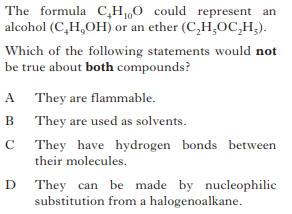 The formula C₄H₁₀O could represent an
alcohol (C₄H₉OH) or an ether (C₂H₅OC₂H₅).
Which of the following statements would not
be true about both compounds?
A They are flammable.
B They are used as solvents.
C They have hydrogen bonds between
their molecules.
D They can be made by nucleophilic
substitution from a halogenoalkane.